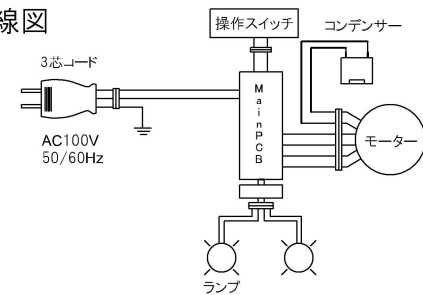 線図
操作スイッチ
コンデンサー
3芯コード
MainPCB
モーター
AC100V
50/60Hz
ランプ